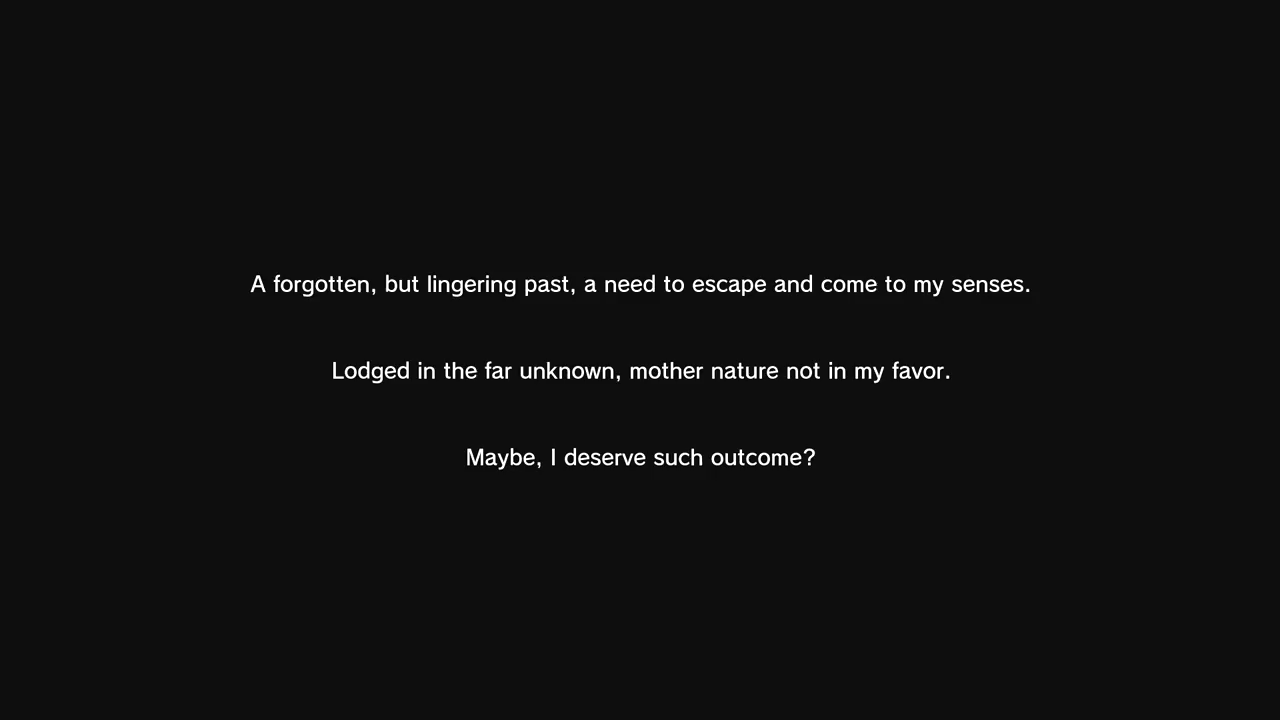 A forgotten, but lingering past, a need to escape and come to my senses.
Lodged in the far unknown, mother nature not in my favor.
Maybe, I deserve such outcome?